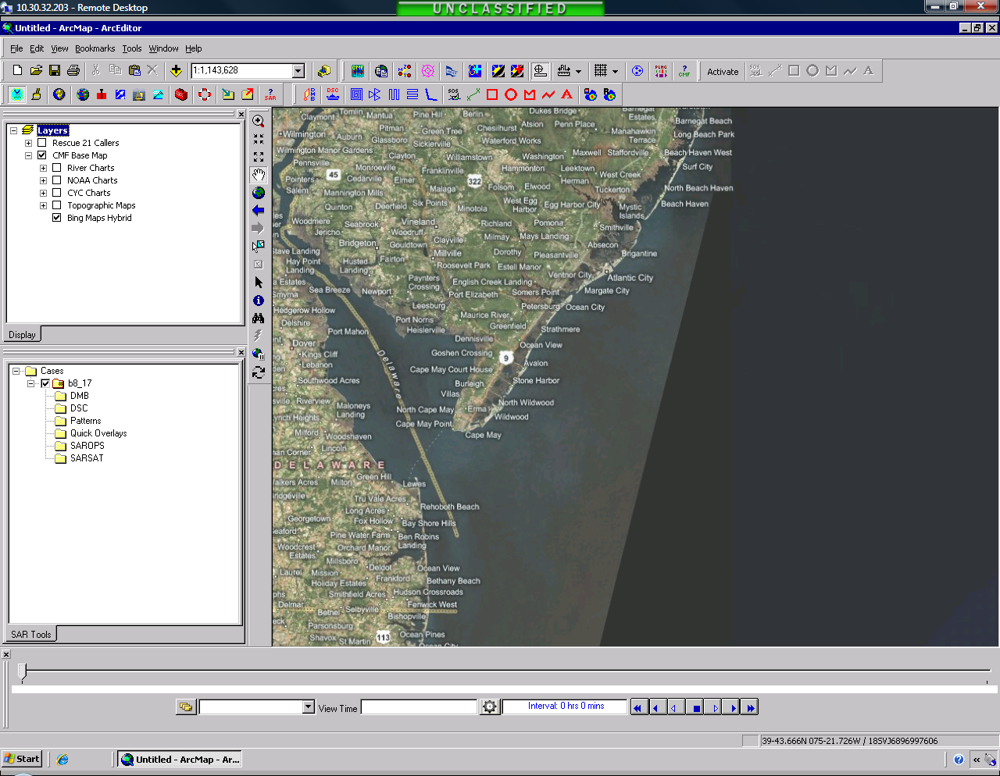 10.30.32.203 - Remote Desktop
UNCLASSIFIED
Untitled - ArcMap - ArcEditor
File Edit View Bookmarks Tools Window Help
1:1,143,628
Activate
Layers
Rescue 21 Callers
CMF Base Map
River Charts
NOAA Charts
CYC Charts
Topographic Maps
Bing Maps Hybrid
Display
Cases
b8_17
DMB
DSC
Patterns
Quick Overlays
SAROPS
SARSAT
SAR Tools
Claymont
Tomlin
Mantua
Pine Hill
Berlin
Dukes Bridge
Barnegat Estates
Barnegat Beach
Pitman
Green Tree
Chesilhurst
Atsion
Penn Place
Manahawkin Terrace
Long Beach Park
Wilmington
Auburn
Glassboro
Sicklerville
Waterford Works
Wilmington Manor Gardens
Clayton
Williamstown
Washington
Maxwell
Staffordville
Beach Haven West
Pennsville
Monroeville
Franklinville
Hammonton
Leektown
Surf City
45
322
Pointers
Cedarville
Elmer
Herman
West Creek
Salem
Mannington Mills
Malaga
Folsom
Elwood
Tuckerton
North Beach Haven
Quinton
Deerfield
Six Points
Minotola
West Egg Harbor
Egg Harbor City
Mystic Islands
Beach Haven
Woodmere
Seabrook
Vineland
Richland
Pomona
Smithville
Jericho
Woodruff
Milmay
Mays Landing
Bridgeton
Gouldtown
Clayville
Absecon
Fairton
Millville
Dorothy
Pleasantville
Brigantine
Hay Point Landing
Husted Landing
Roosevelt Park
Estell Manor
Ventnor City
Atlantic City
Paynters Crossing
English Creek Landing
Margate City
Sea Breeze
Newport
Port Elizabeth
Somers Point
Smyrna
Leesburg
Petersburg
Ocean City
Hedgerow Hollow
Maurice River
Delshire
Port Norris
Greenfield
Strathmere
Port Mahon
Heislerville
Dennisville
Dover
Ocean View
Kings Cliff
Delaware
Goshen Crossing
9
Lebanon
Cape May Court House
Avalon
Southwood Acres
Burleigh
Stone Harbor
Riverview
Maloneys Landing
Villas
North Wildwood
North Cape May
Erma
Wildwood
Milford
Cape May Point
Cape May
Woodshaven
Lincoln
DELAWARE
Green Hill
Milton
Lewes
Tru Vale Acres
Rehoboth Beach
Long Acres
Georgetown
Fox Hollow
Bay Shore Hills
Pine Water Farm
Ben Robins Landing
Woodcrest Estates
Orchard Manor
Millsboro
Deldot
Ocean View
Laurel
Mission
Frankford
Bethany Beach
Holiday Estates
Hudson Crossroads
Smithfield Acres
Delmar
Bethel
Selbyville
Fenwick West
Bishopville
Parsonsburg
Shavox
St Martin
113
Ocean Pines
Ocean City
View Time
Interval: 0 hrs 0 mins
39-43.666N 075-21.726W / 18SVJ6896997606
Start
Untitled - ArcMap - Ar...